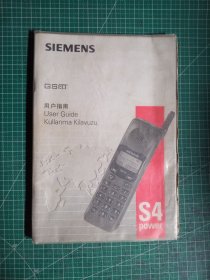 SIEMENS
GSM
用户指南
User Guide
Kullanma Kılavuzu
S4
power